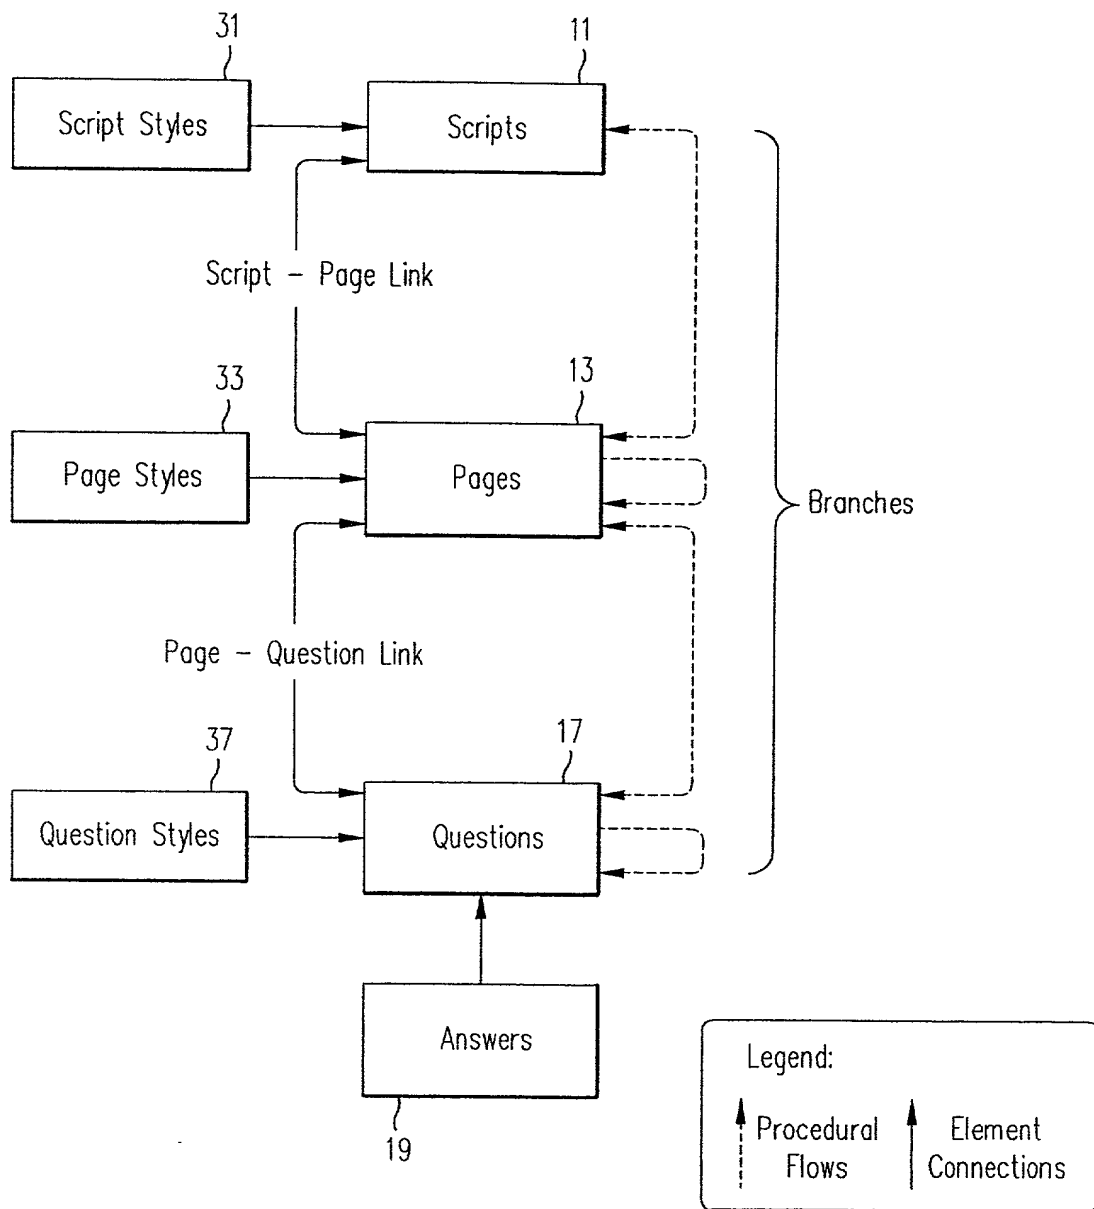 31
11
Script Styles
Scripts
Script – Page Link
33
13
Page Styles
Pages
Branches
Page – Question Link
37
17
Question Styles
Questions
Answers
19
Legend:
Procedural
Flows
Element
Connections